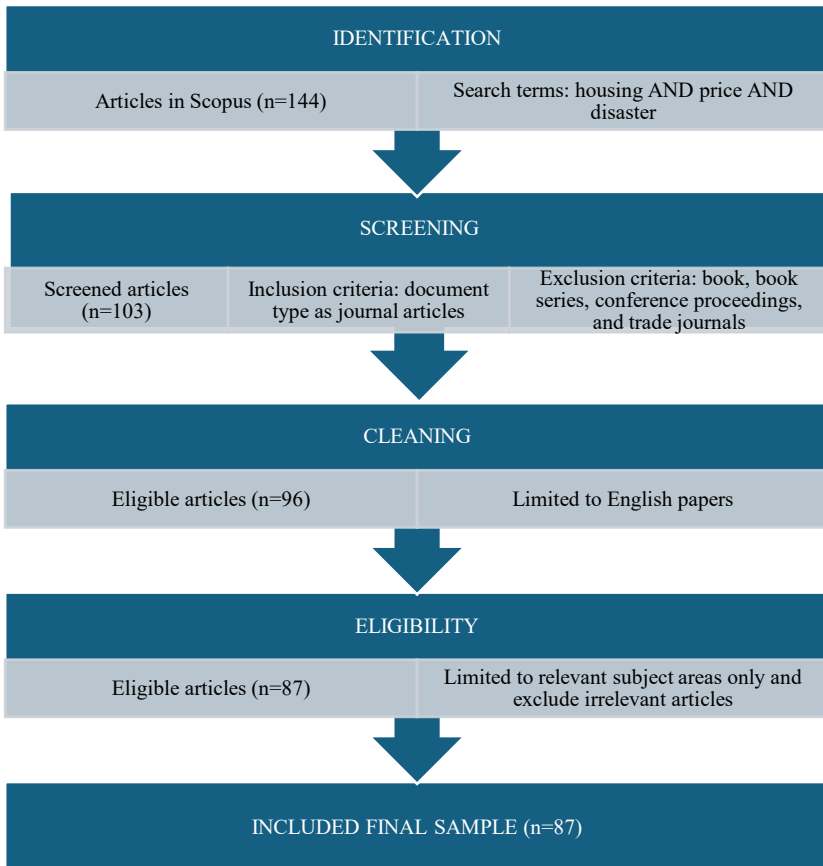 IDENTIFICATION
Articles in Scopus (n=144)
Search terms: housing AND price AND
disaster
SCREENING
Screened articles
(n=103)
Inclusion criteria: document
type as journal articles
Exclusion criteria: book, book
series, conference proceedings,
and trade journals
CLEANING
Eligible articles (n=96)
Limited to English papers
ELIGIBILITY
Eligible articles (n=87)
Limited to relevant subject areas only and
exclude irrelevant articles
INCLUDED FINAL SAMPLE (n=87)